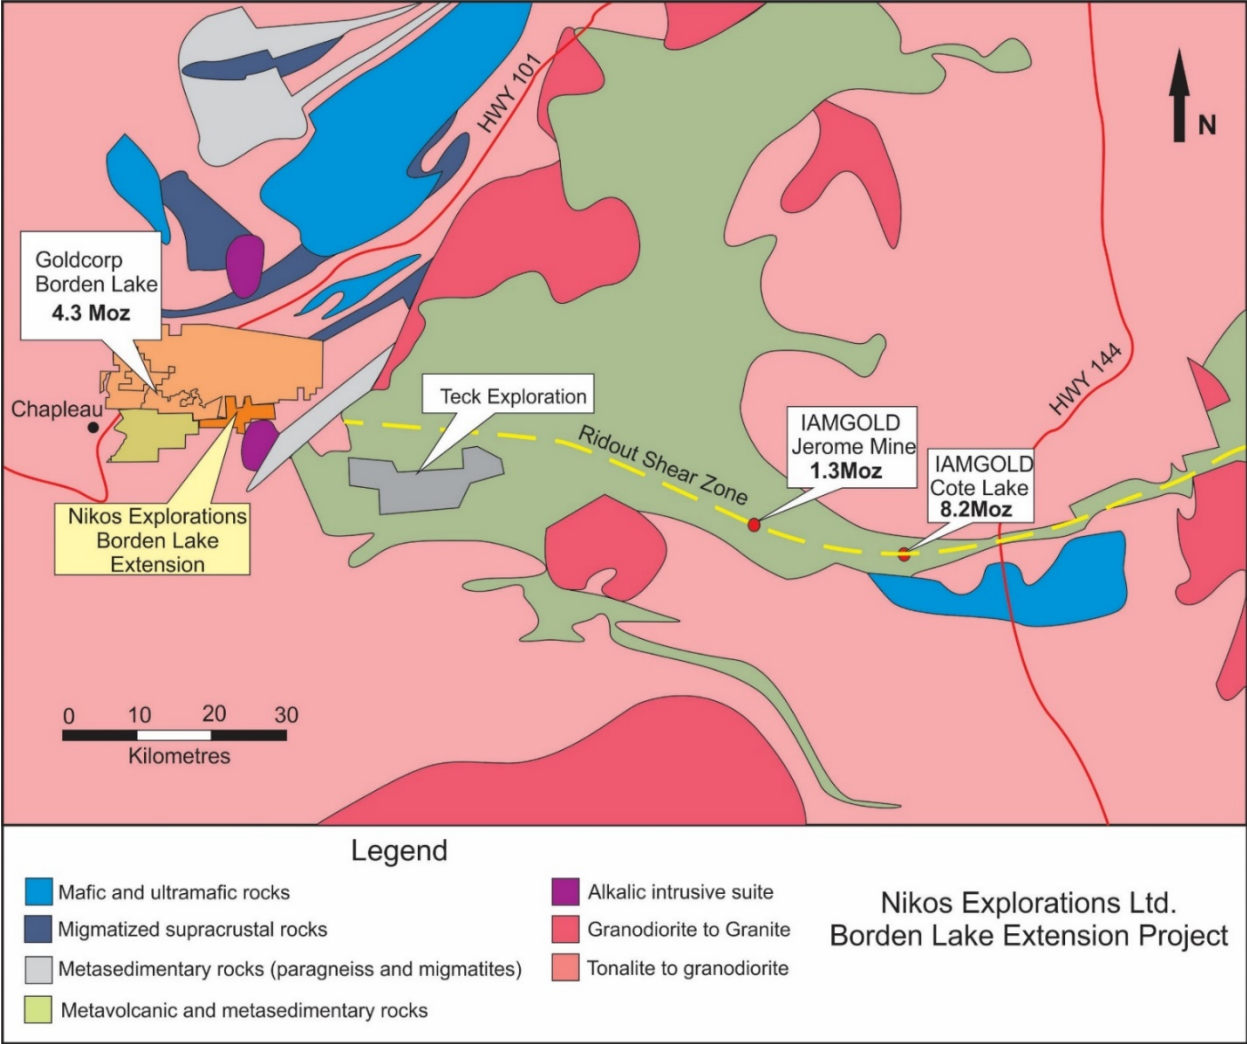 HWY 101
N
Goldcorp
Borden Lake
4.3 Moz
HWY 144
Chapleau
Teck Exploration
Ridout Shear Zone
IAMGOLD
Jerome Mine
1.3Moz
IAMGOLD
Cote Lake
8.2Moz
Nikos Explorations
Borden Lake
Extension
0 10 20 30
Kilometres
Legend
Mafic and ultramafic rocks
Migmatized supracrustal rocks
Metasedimentary rocks (paragneiss and migmatites)
Metavolcanic and metasedimentary rocks
Alkalic intrusive suite
Granodiorite to Granite
Tonalite to granodiorite
Nikos Explorations Ltd.
Borden Lake Extension Project